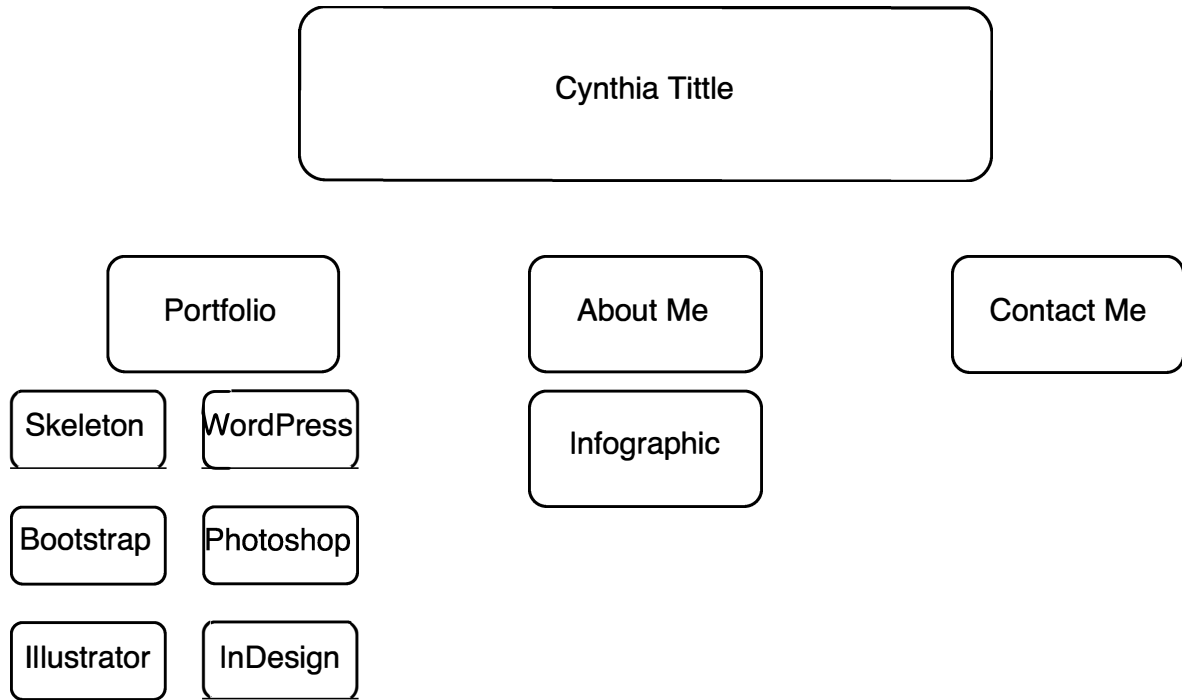 Cynthia Tittle
Portfolio
About Me
Contact Me
Skeleton
WordPress
Infographic
Bootstrap
Photoshop
Illustrator
InDesign